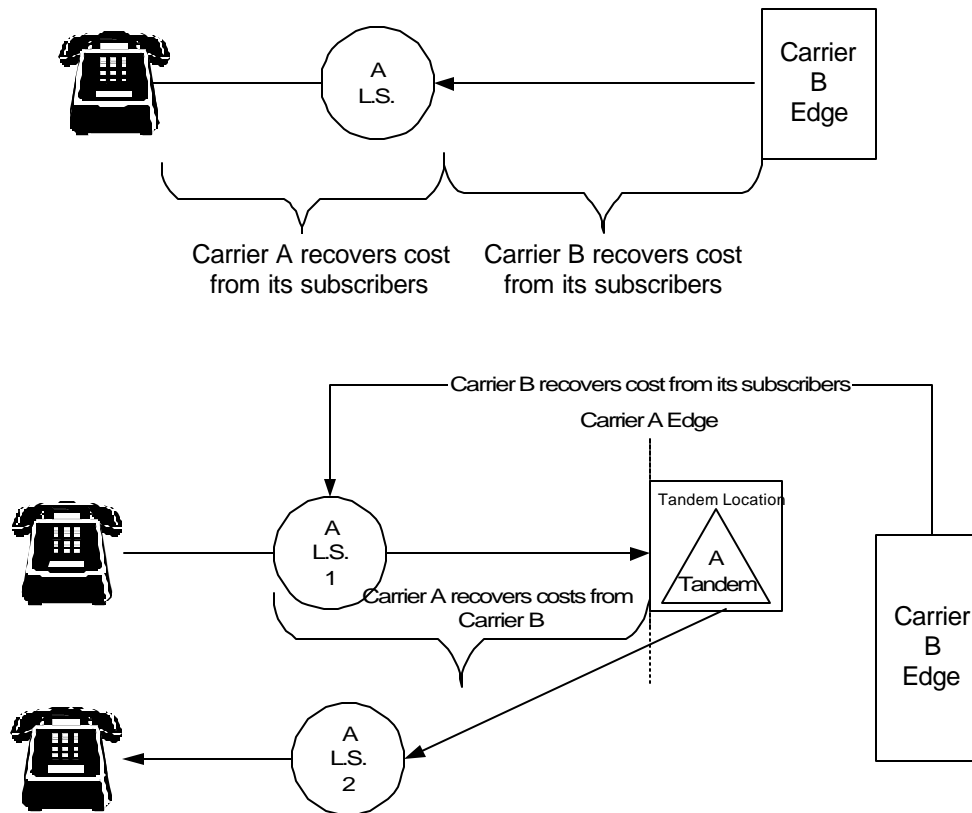 A
L.S.
Carrier
B
Edge
Carrier A recovers cost
from its subscribers
Carrier B recovers cost
from its subscribers
Carrier B recovers cost from its subscribers
Carrier A Edge
Tandem Location
A
Tandem
A
L.S.
1
Carrier A recovers costs from
Carrier B
Carrier
B
Edge
A
L.S.
2